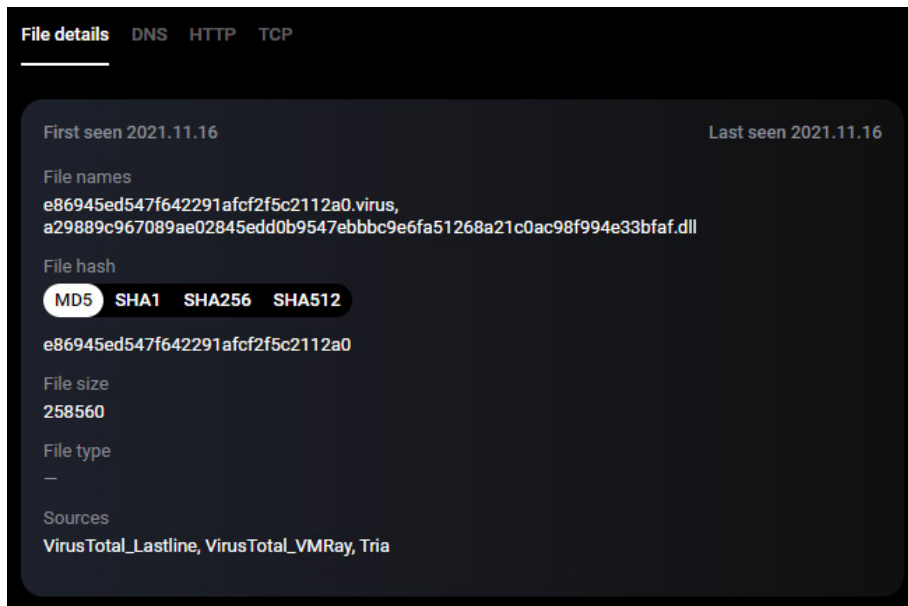 File details DNS HTTP TCP
First seen 2021.11.16 Last seen 2021.11.16
File names
e86945ed547f642291afcf2f5c2112a0.virus,
a29889c967089ae02845edd0b9547ebbbc9e6fa51268a21c0ac98f994e33bfaf.dll
File hash
MD5 SHA1 SHA256 SHA512
e86945ed547f642291afcf2f5c2112a0
File size
258560
File type
—
Sources
VirusTotal_Lastline, VirusTotal_VMRay, Tria